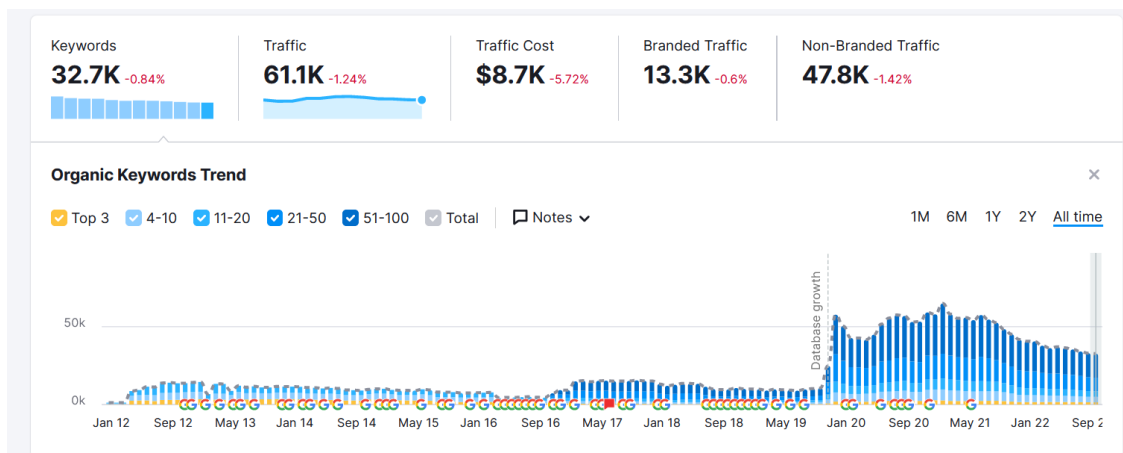 Keywords Traffic Traffic Cost Branded Traffic Non-Branded Traffic
32.7K -0.84% 61.1K -1.24% $8.7K -5.72% 13.3K -0.6% 47.8K -1.42%
Organic Keywords Trend
Top 3 4-10 11-20 21-50 51-100 Total Notes 1M 6M 1Y 2Y All time
Database growth
50k
0k
Jan 12 Sep 12 May 13 Jan 14 Sep 14 May 15 Jan 16 Sep 16 May 17 Jan 18 Sep 18 May 19 Jan 20 Sep 20 May 21 Jan 22 Sep 2